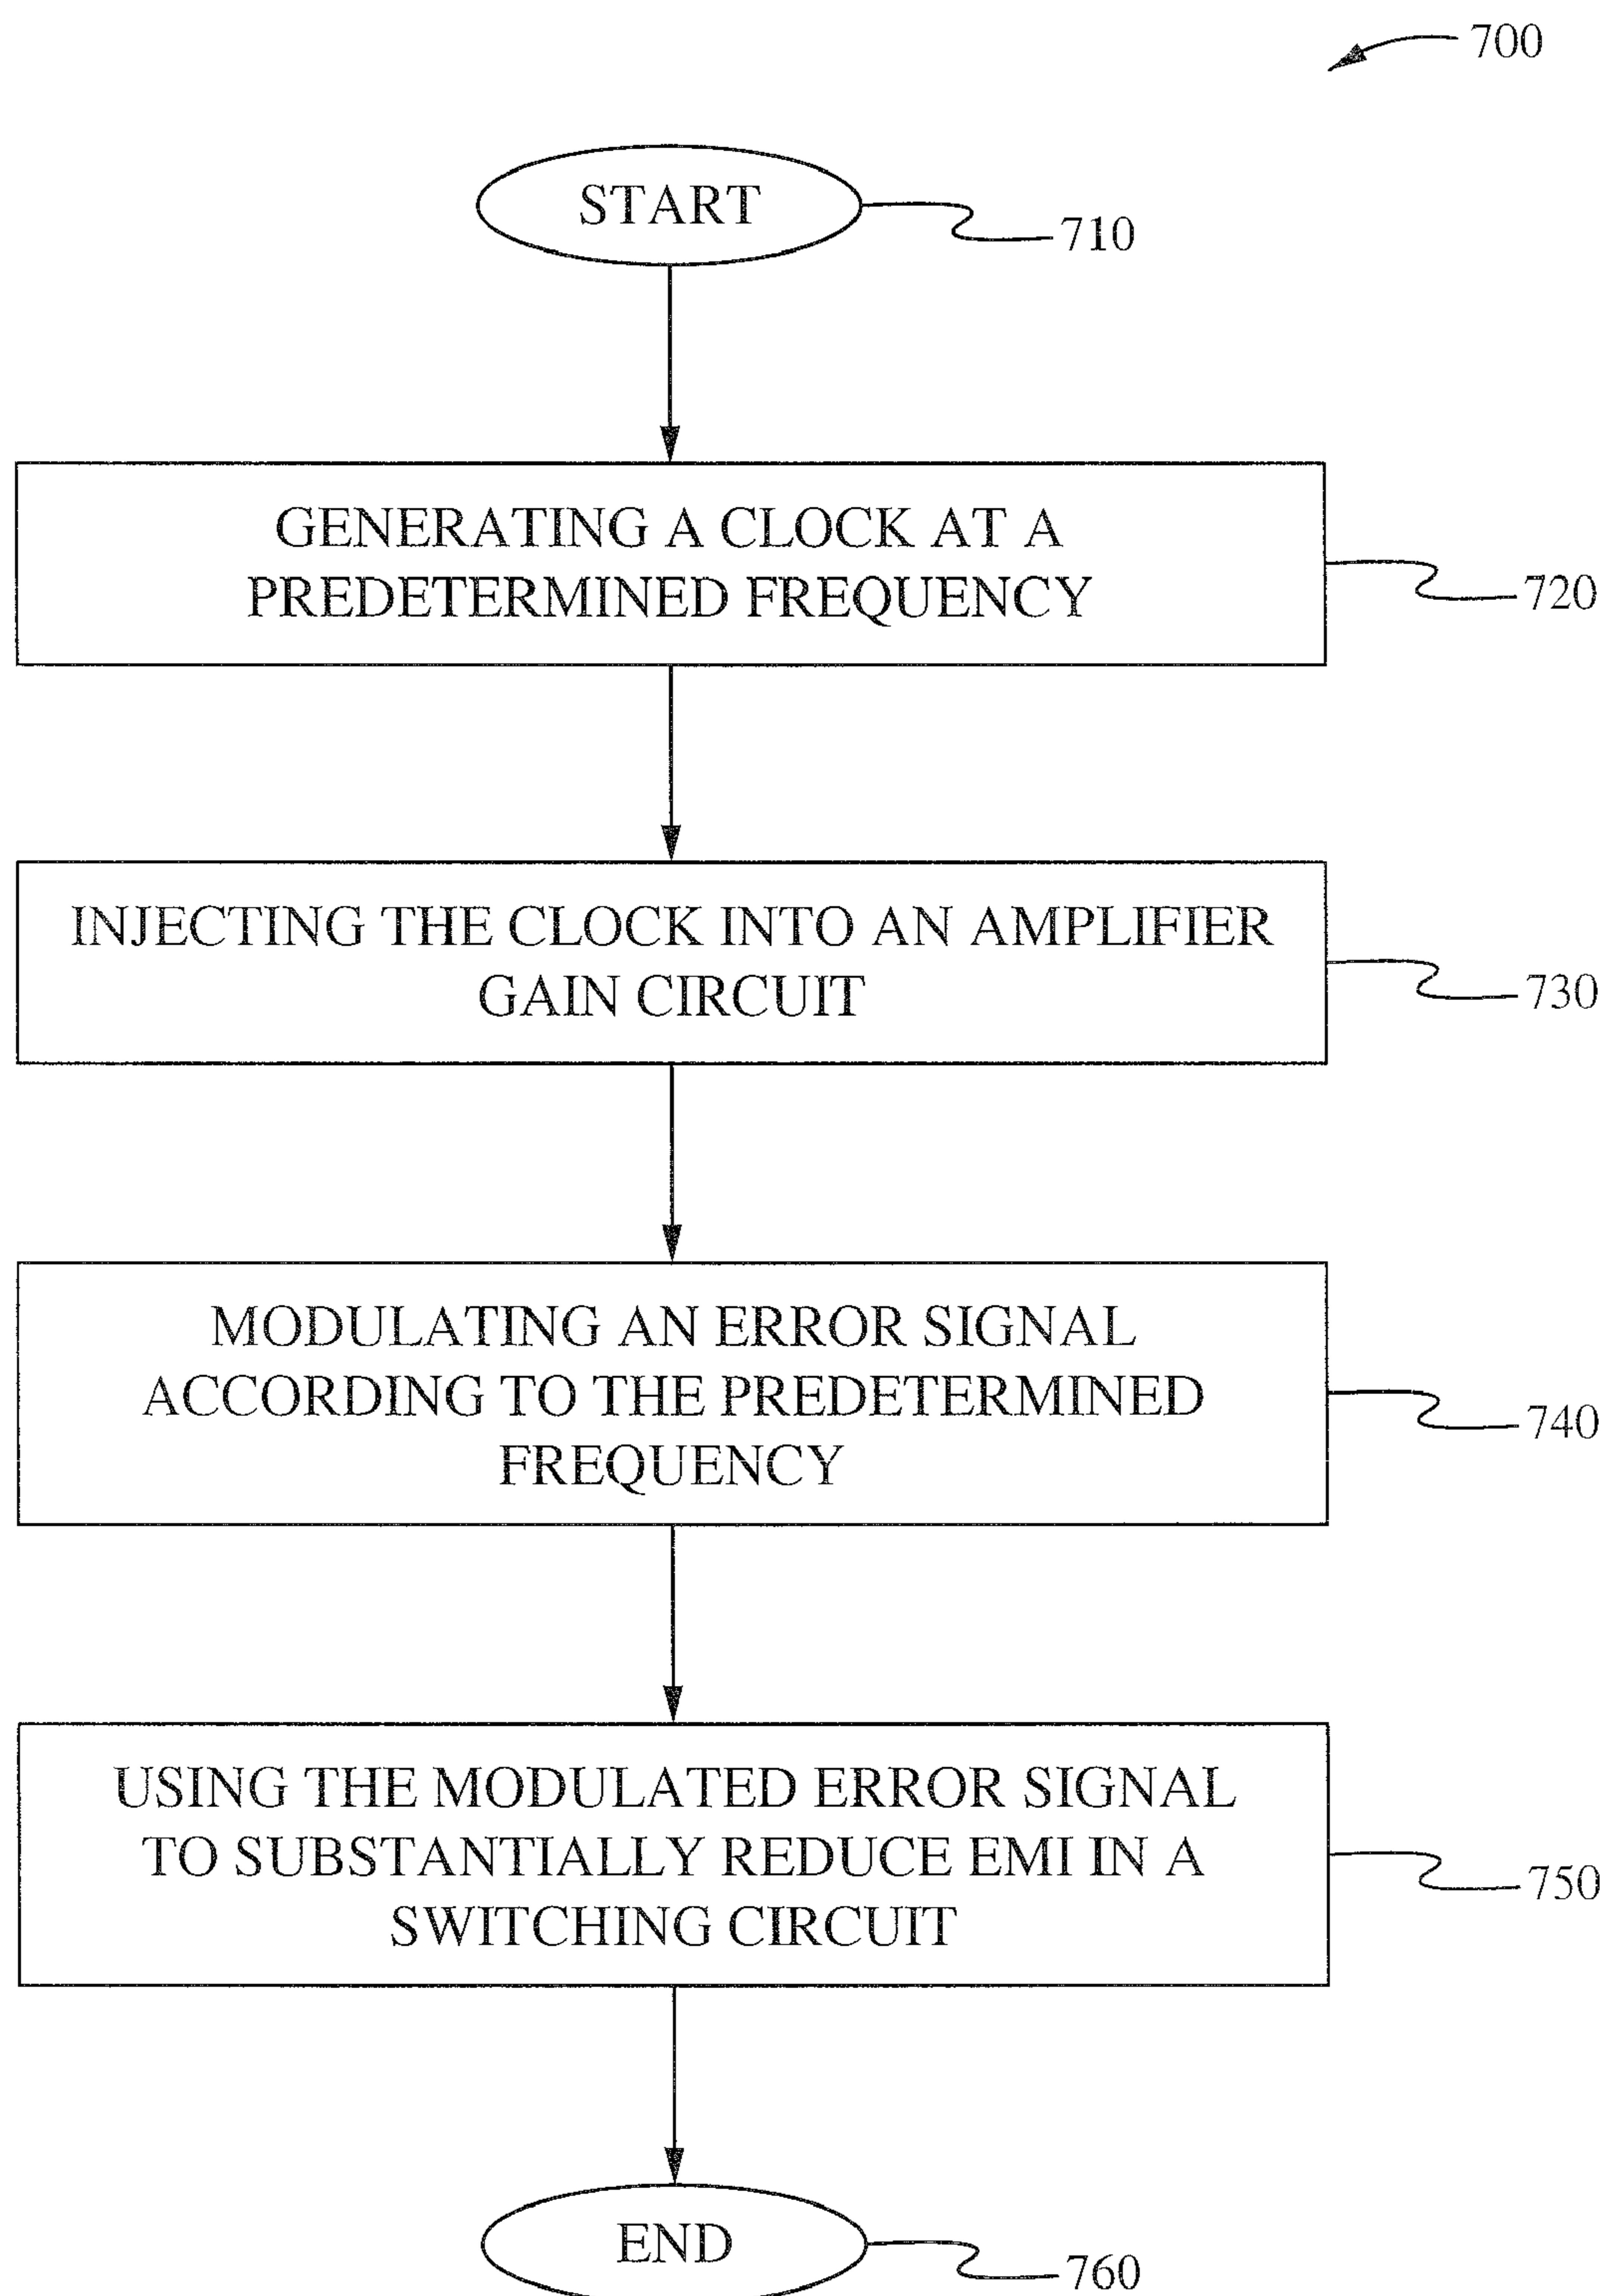 700
START
710
GENERATING A CLOCK AT A
PREDETERMINED FREQUENCY
720
INJECTING THE CLOCK INTO AN AMPLIFIER
GAIN CIRCUIT
730
MODULATING AN ERROR SIGNAL
ACCORDING TO THE PREDETERMINED
FREQUENCY
740
USING THE MODULATED ERROR SIGNAL
TO SUBSTANTIALLY REDUCE EMI IN A
SWITCHING CIRCUIT
750
END
760